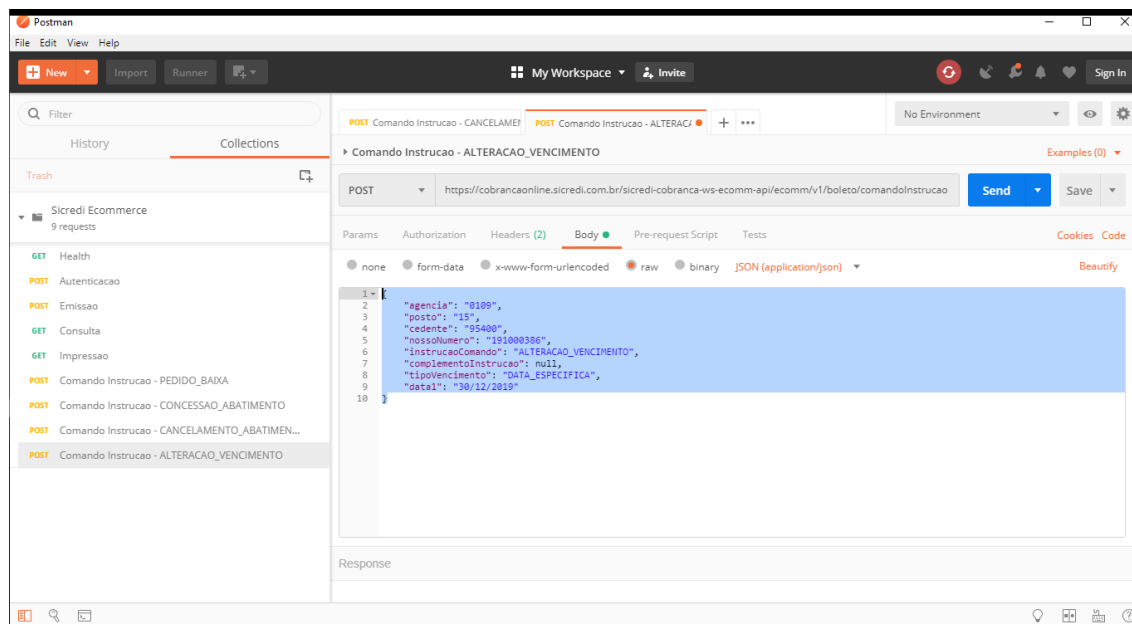 Postman
File Edit View Help
New Import Runner My Workspace Invite Sign In
Filter
History Collections
Trash
Sicredi Ecommerce
9 requests
GET Health
POST Autenticacao
POST Emissao
GET Consulta
GET Impressao
POST Comando Instrucao - PEDIDO_BAIXA
POST Comando Instrucao - CONCESSAO_ABATIMENTO
POST Comando Instrucao - CANCELAMENTO_ABATIMEN...
POST Comando Instrucao - ALTERACAO_VENCIMENTO
POST Comando Instrucao - CANCELAMEN POST Comando Instrucao - ALTERAC
No Environment
Comando Instrucao - ALTERACAO_VENCIMENTO Examples (0)
POST https://cobrancaonline.sicredi.com.br/sicredi-cobranca-ws-ecomm-api/ecomm/v1/boleto/comandoInstrucao Send Save
Params Authorization Headers (2) Body Pre-request Script Tests Cookies Code
none form-data x-www-form-urlencoded raw binary JSON (application/json) Beautify
1 {
2 "agencia": "0109",
3 "posto": "15",
4 "cedente": "95400",
5 "nossoNumero": "191000386",
6 "instrucaoComando": "ALTERACAO_VENCIMENTO",
7 "complementoInstrucao": null,
8 "tipoVencimento": "DATA_ESPECIFICA",
9 "data1": "30/12/2019"
10 }
Response